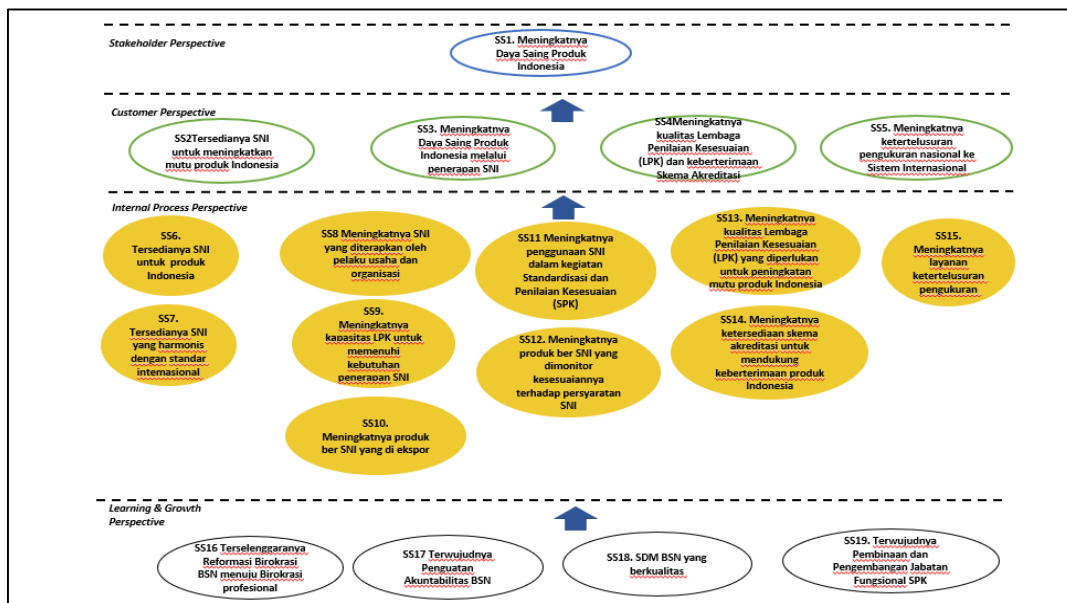 Stakeholder Perspective
SS1. Meningkatnya
Daya Saing Produk
Indonesia
Customer Perspective
SS2Tersedianya SNI
untuk meningkatkan
mutu produk Indonesia
SS3. Meningkatnya
Daya Saing Produk
Indonesia melalui
penerapan SNI
SS4Meningkatnya
kualitas Lembaga
Penilaian Kesesuaian
(LPK) dan keberterimaan
Skema Akreditasi
SS5. Meningkatnya
ketertelusuran
pengukuran nasional ke
Sistem Internasional
Internal Process Perspective
SS6.
Tersedianya SNI
untuk produk
Indonesia
SS8 Meningkatnya SNI
yang diterapkan oleh
pelaku usaha dan
organisasi
SS11 Meningkatnya
penggunaan SNI
dalam kegiatan
Standardisasi dan
Penilaian Kesesuaian
(SPK)
SS13. Meningkatnya
kualitas Lembaga
Penilaian Kesesuaian
(LPK) yang diperlukan
untuk peningkatan
mutu produk Indonesia
SS15.
Meningkatnya
layanan
ketertelusuran
pengukuran
SS7.
Tersedianya SNI
yang harmonis
dengan standar
internasional
SS9.
Meningkatnya
kapasitas LPK untuk
memenuhi
kebutuhan
penerapan SNI
SS12. Meningkatnya
produk ber SNI yang
dimonitor
kesesuaiannya
terhadap persyaratan
SNI
SS14. Meningkatnya
ketersediaan skema
akreditasi untuk
mendukung
keberterimaan produk
Indonesia
SS10.
Meningkatnya produk
ber SNI yang di ekspor
Learning & Growth
Perspective
SS16 Terselenggaranya
Reformasi Birokrasi
BSN menuju Birokrasi
profesional
SS17 Terwujudnya
Penguatan
Akuntabilitas BSN
SS18. SDM BSN yang
berkualitas
SS19. Terwujudnya
Pembinaan dan
Pengembangan Jabatan
Fungsional SPK